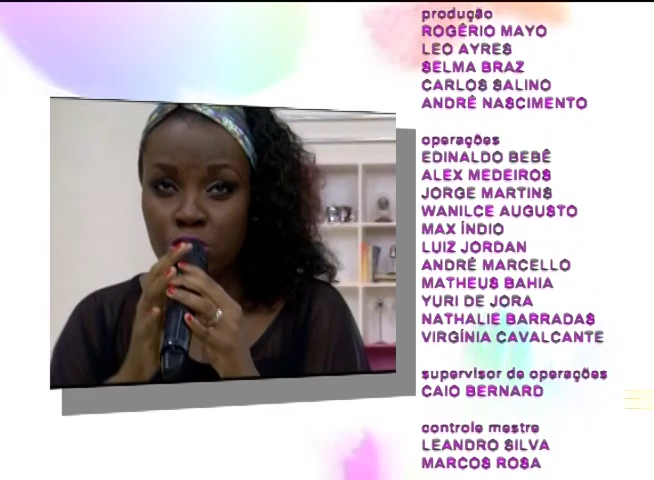 produção
ROGÉRIO MAYO
LEO AYRES
SELMA BRAZ
CARLOS SALINO
ANDRÉ NASCIMENTO
operações
EDINALDO BEBÊ
ALEX MEDEIROS
JORGE MARTINS
WANILCE AUGUSTO
MAX ÍNDIO
LUIZ JORDAN
ANDRÉ MARCELLO
MATHEUS BAHIA
YURI DE JORA
NATHALIE BARRADAS
VIRGÍNIA CAVALCANTE
supervisor de operações
CAIO BERNARD
controle mestre
LEANDRO SILVA
MARCOS ROSA